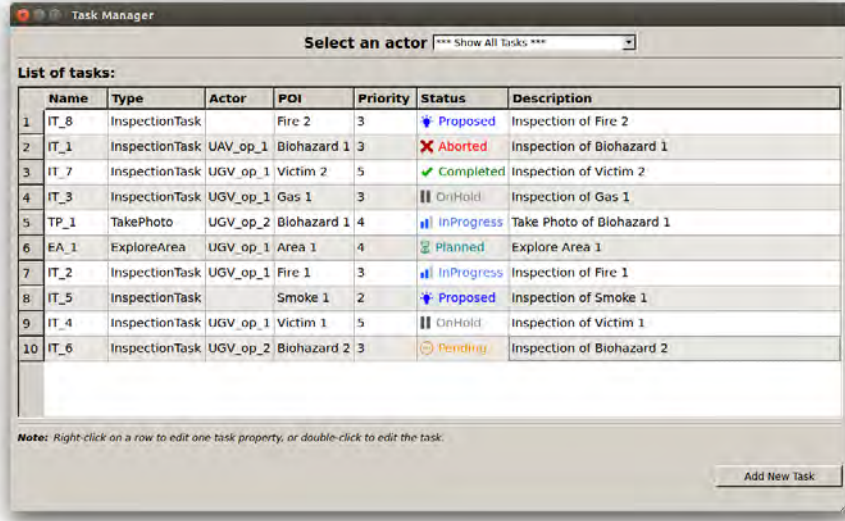 Task Manager
Select an actor *** Show All Tasks ***
List of tasks:
Name Type Actor POI Priority Status Description
1 IT_8 InspectionTask Fire 2 3 Proposed Inspection of Fire 2
2 IT_1 InspectionTask UAV_op_1 Biohazard 1 3 Aborted Inspection of Biohazard 1
3 IT_7 InspectionTask UGV_op_1 Victim 2 5 Completed Inspection of Victim 2
4 IT_3 InspectionTask UGV_op_1 Gas 1 3 OnHold Inspection of Gas 1
5 TP_1 TakePhoto UGV_op_2 Biohazard 1 4 InProgress Take Photo of Biohazard 1
6 EA_1 ExploreArea UGV_op_1 Area 1 4 Planned Explore Area 1
7 IT_2 InspectionTask UGV_op_1 Fire 1 3 InProgress Inspection of Fire 1
8 IT_5 InspectionTask Smoke 1 2 Proposed Inspection of Smoke 1
9 IT_4 InspectionTask UGV_op_1 Victim 1 5 OnHold Inspection of Victim 1
10 IT_6 InspectionTask UGV_op_2 Biohazard 2 3 Pending Inspection of Biohazard 2
Note: Right-click on a row to edit one task property, or double-click to edit the task.
Add New Task